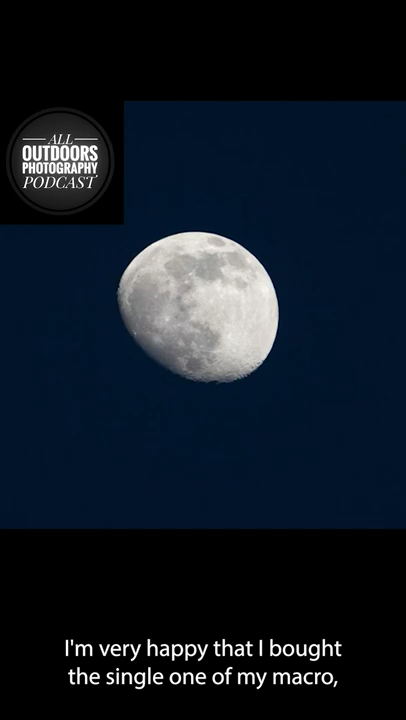 ALL
OUTDOORS
PHOTOGRAPHY
PODCAST
I'm very happy that I bought
the single one of my macro,